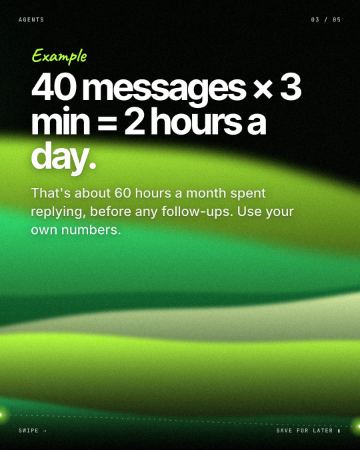 AGENTS
03 / 05
Example
40 messages × 3
min = 2 hours a
day.
That's about 60 hours a month spent
replying, before any follow-ups. Use your
own numbers.
SWIPE →
SAVE FOR LATER